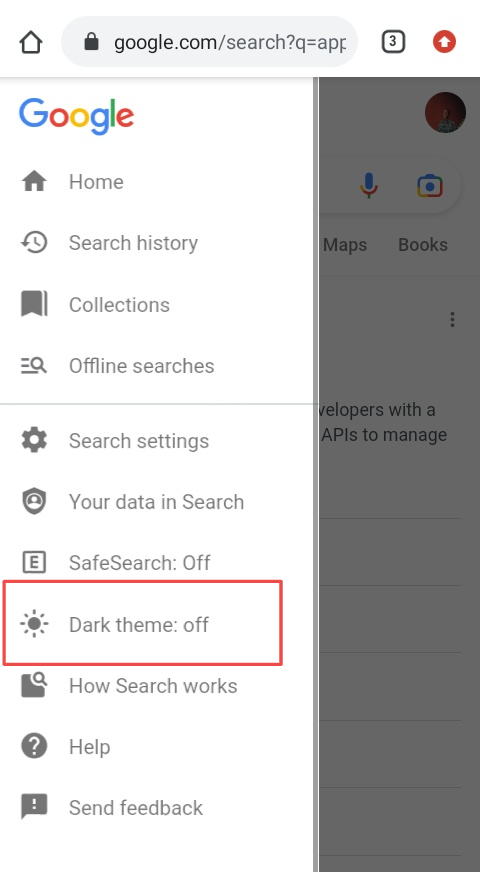 google.com/search?q=app
3
Google
Home
Search history
Maps
Books
Collections
Offline searches
velopers with a
APIs to manage
Search settings
Your data in Search
E
SafeSearch: Off
Dark theme: off
How Search works
Help
Send feedback